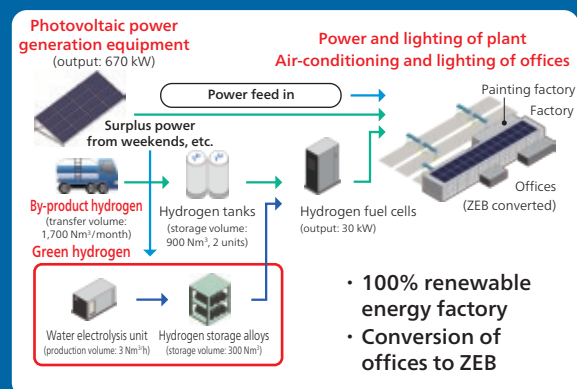 Photovoltaic power
generation equipment
(output: 670 kW)
Power and lighting of plant
Air-conditioning and lighting of offices
Power feed in
Painting factory
Factory
Surplus power
from weekends, etc.
By-product hydrogen
(transfer volume:
1,700 Nm³/month)
Hydrogen tanks
(storage volume:
900 Nm³, 2 units)
Hydrogen fuel cells
(output: 30 kW)
Offices
(ZEB converted)
Green hydrogen
Water electrolysis unit
(production volume: 3 Nm³/h)
Hydrogen storage alloys
(storage volume: 300 Nm³)
・100% renewable
energy factory
・Conversion of
offices to ZEB